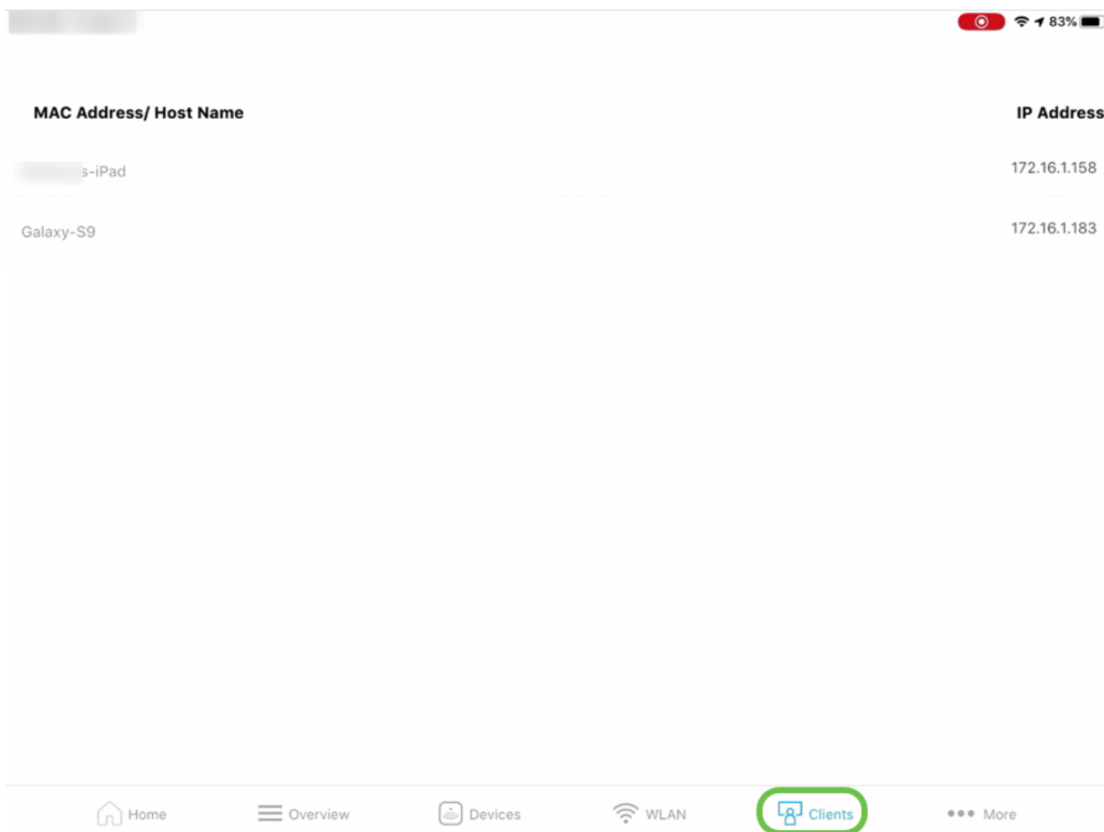 83%
MAC Address/ Host Name IP Address
s-iPad 172.16.1.158
Galaxy-S9 172.16.1.183
Home Overview Devices WLAN Clients More